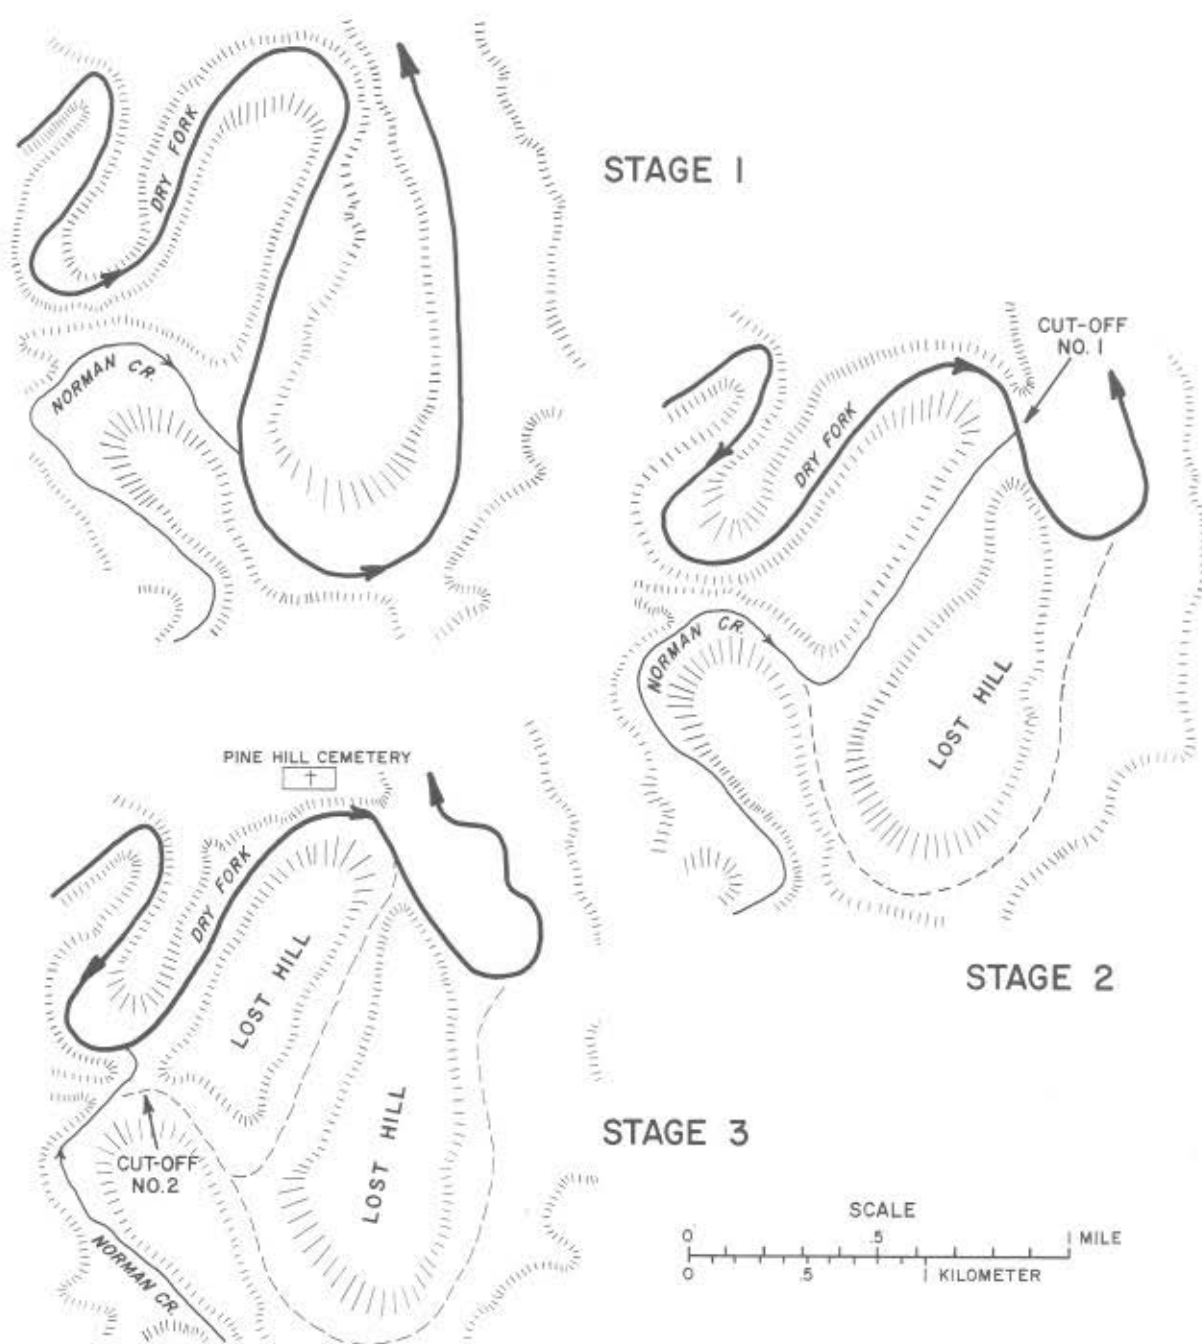 DRY FORK
STAGE 1
NORMAN CR.
CUT-OFF
NO. 1
DRY FORK
NORMAN CR.
LOST HILL
STAGE 2
PINE HILL CEMETERY
DRY FORK
LOST HILL
LOST HILL
CUT-OFF
NO. 2
NORMAN CR.
STAGE 3
SCALE
0 .5 1 MILE
0 .5 1 KILOMETER